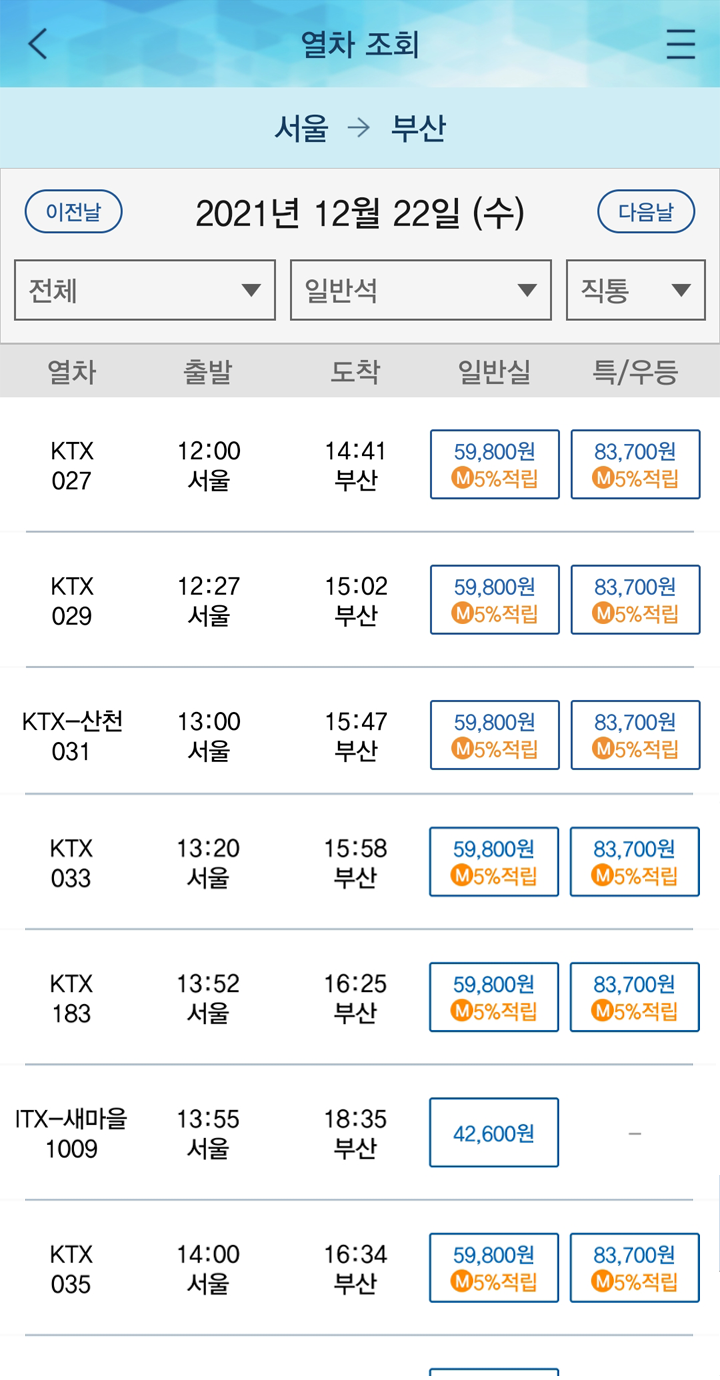 열차 조회
서울 → 부산
이전날 2021년 12월 22일 (수) 다음날
전체 일반석 직통
열차 출발 도착 일반실 특/우등
KTX 12:00 14:41 59,800원 83,700원
027 서울 부산 M5%적립 M5%적립
KTX 12:27 15:02 59,800원 83,700원
029 서울 부산 M5%적립 M5%적립
KTX-산천 13:00 15:47 59,800원 83,700원
031 서울 부산 M5%적립 M5%적립
KTX 13:20 15:58 59,800원 83,700원
033 서울 부산 M5%적립 M5%적립
KTX 13:52 16:25 59,800원 83,700원
183 서울 부산 M5%적립 M5%적립
ITX-새마을 13:55 18:35 42,600원 -
1009 서울 부산
KTX 14:00 16:34 59,800원 83,700원
035 서울 부산 M5%적립 M5%적립